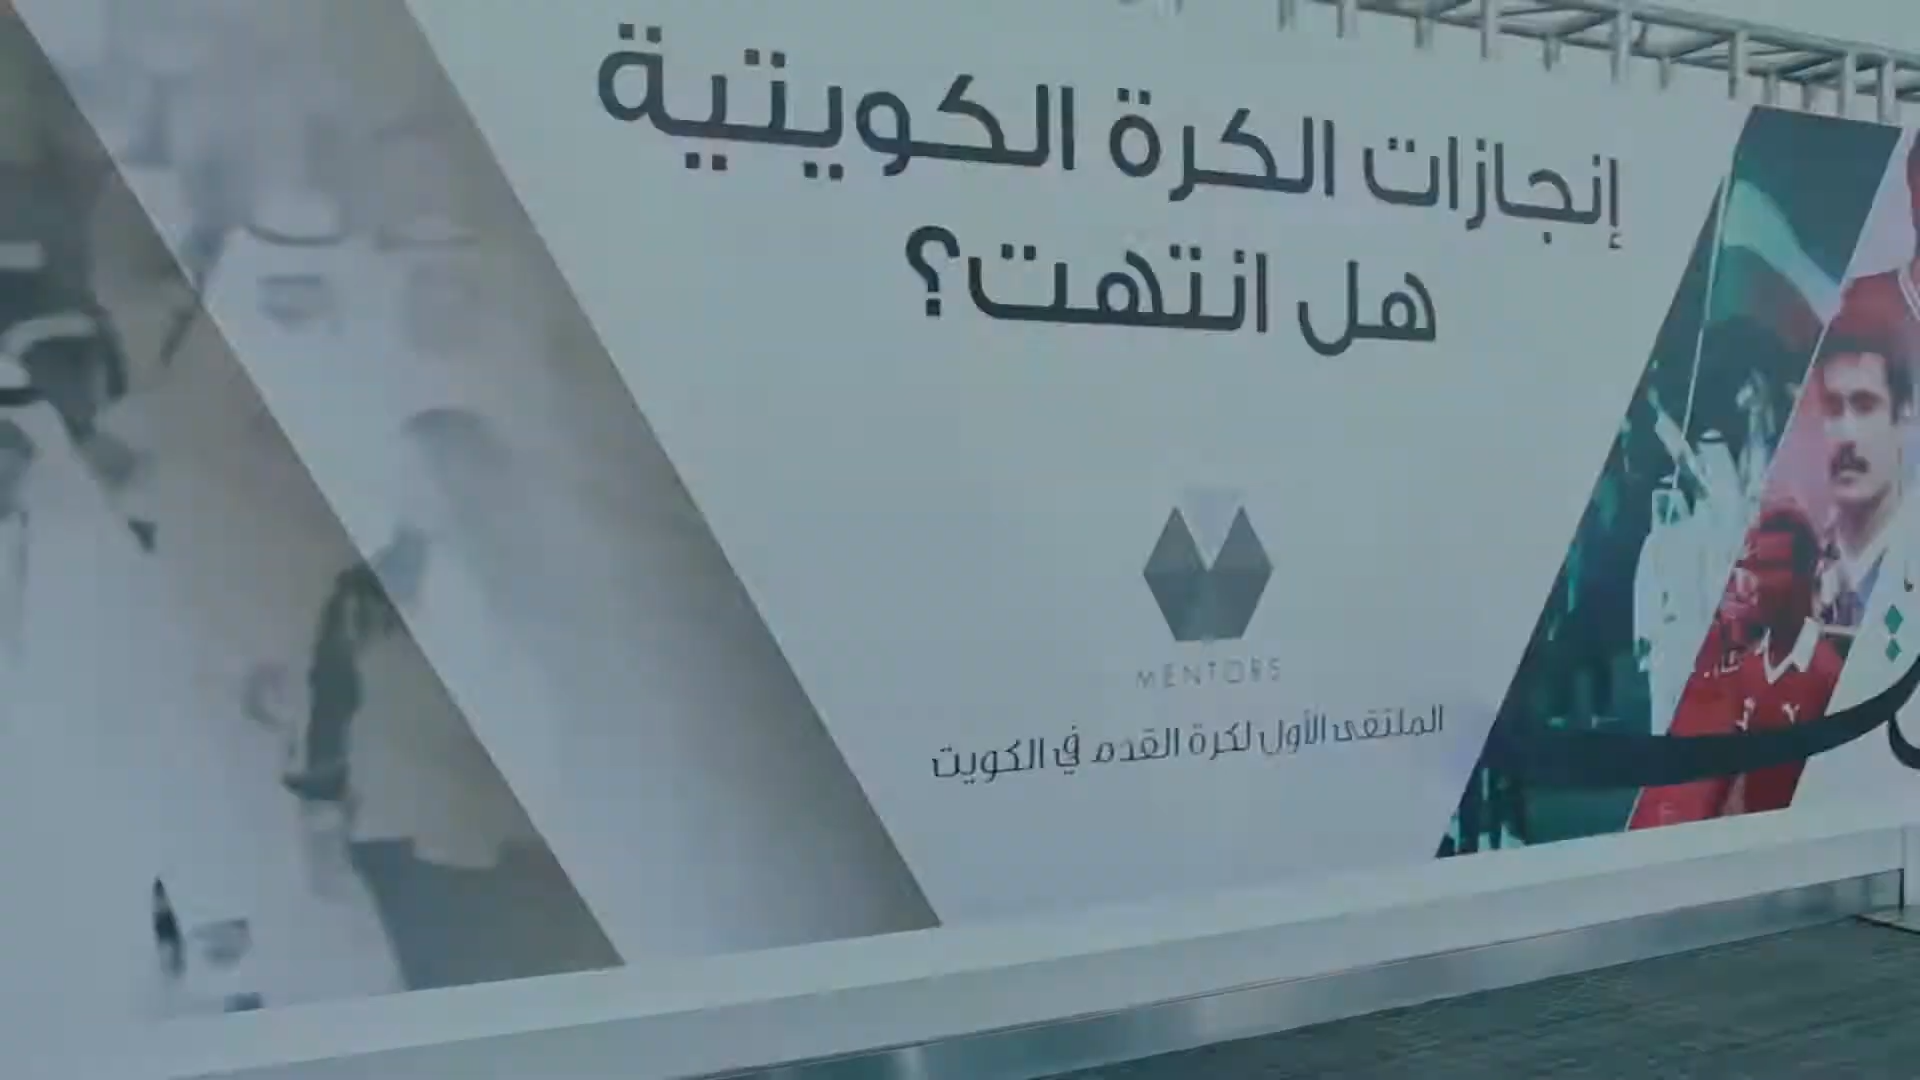 إنجازات الكرة الكويتية
هل انتهت؟
MENTORS
الملتقى الأول لكرة القدم في الكويت